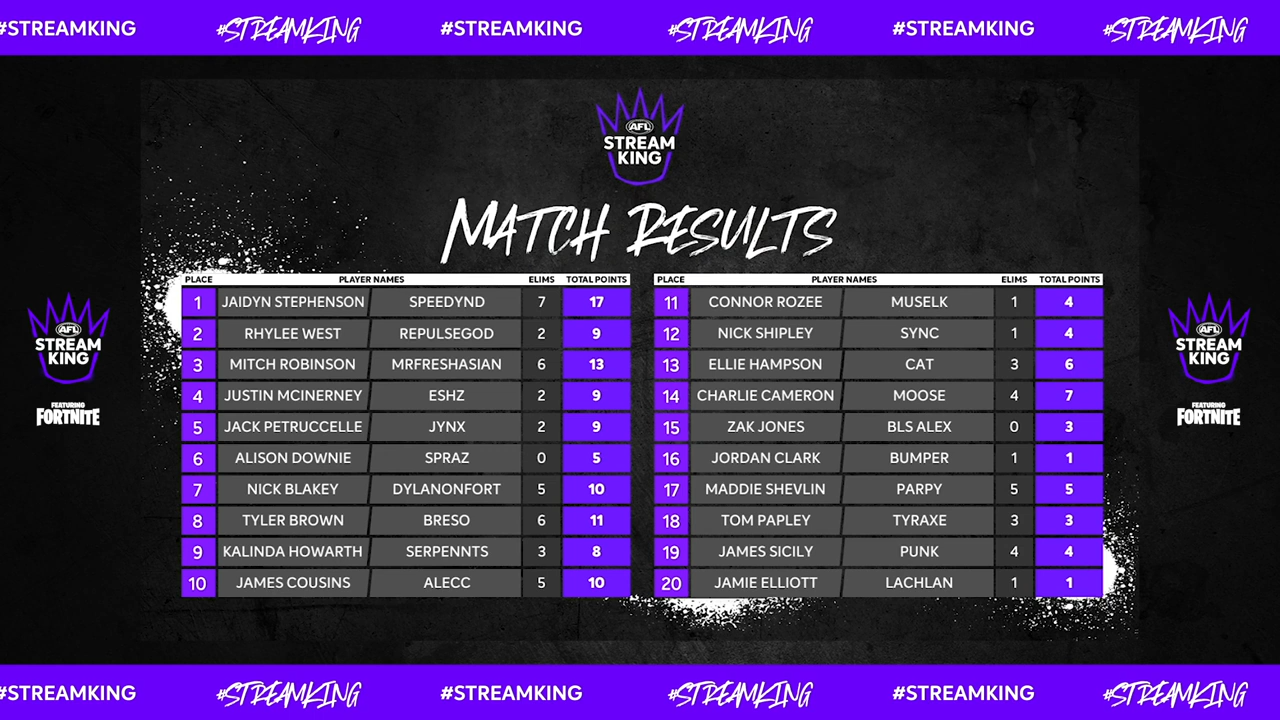 #STREAMKING #STREAMKING #STREAMKING #STREAMKING #STREAMKING #STREAMKING
AFL
STREAM
KING
MATCH RESULTS
PLACE PLAYER NAMES ELIMS TOTAL POINTS
1 JAIDYN STEPHENSON SPEEDYND 7 17
2 RHYLEE WEST REPULSEGOD 2 9
3 MITCH ROBINSON MRFRESHASIAN 6 13
4 JUSTIN MCINERNEY ESHZ 2 9
5 JACK PETRUCCELLE JYNX 2 9
6 ALISON DOWNIE SPRAZ 0 5
7 NICK BLAKEY DYLANONFORT 5 10
8 TYLER BROWN BRESO 6 11
9 KALINDA HOWARTH SERPENNTS 3 8
10 JAMES COUSINS ALECC 5 10
PLACE PLAYER NAMES ELIMS TOTAL POINTS
11 CONNOR ROZEE MUSELK 1 4
12 NICK SHIPLEY SYNC 1 4
13 ELLIE HAMPSON CAT 3 6
14 CHARLIE CAMERON MOOSE 4 7
15 ZAK JONES BLS ALEX 0 3
16 JORDAN CLARK BUMPER 1 1
17 MADDIE SHEVLIN PARPY 5 5
18 TOM PAPLEY TYRAXE 3 3
19 JAMES SICILY PUNK 4 4
20 JAMIE ELLIOTT LACHLAN 1 1
AFL
STREAM
KING
FEATURING
FORTNITE
AFL
STREAM
KING
FEATURING
FORTNITE
#STREAMKING #STREAMKING #STREAMKING #STREAMKING #STREAMKING #STREAMKING